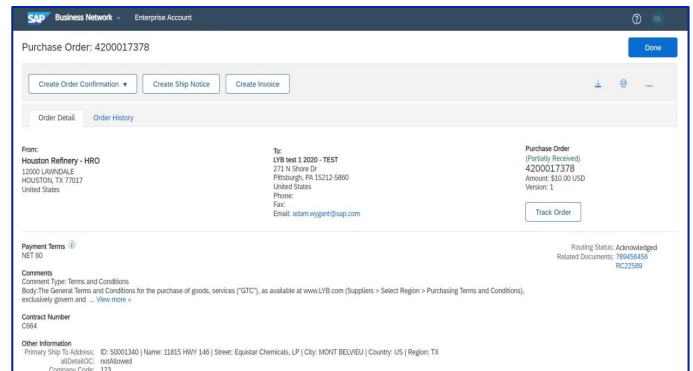 SAP Business Network Enterprise Account
Purchase Order: 4200017378
Done
Create Order Confirmation
Create Ship Notice
Create Invoice
...
Order Detail
Order History
From:
Houston Refinery - HRO
12000 LAWNDALE
HOUSTON, TX 77017
United States
To:
LYB test 1 2020 - TEST
271 N Shore Dr
Pittsburgh, PA 15212-5860
United States
Phone:
Fax:
Email: adam.wygant@sap.com
Purchase Order
(Partially Received)
4200017378
Amount: $10.00 USD
Version: 1
Track Order
Payment Terms
NET 60
Routing Status: Acknowledged
Related Documents: 789456456
RC22589
Comments
Comment Type: Terms and Conditions
Body:The General Terms and Conditions for the purchase of goods, services ("GTC"), as available at www.LYB.com (Suppliers > Select Region > Purchasing Terms and Conditions),
exclusively govern and ... View more »
Contract Number
C664
Other Information
Primary Ship To Address: ID: 50001340 | Name: 11815 HWY 146 | Street: Equistar Chemicals, LP | City: MONT BELVIEU | Country: US | Region: TX
allDetailOC: notAllowed
Company Code: 123